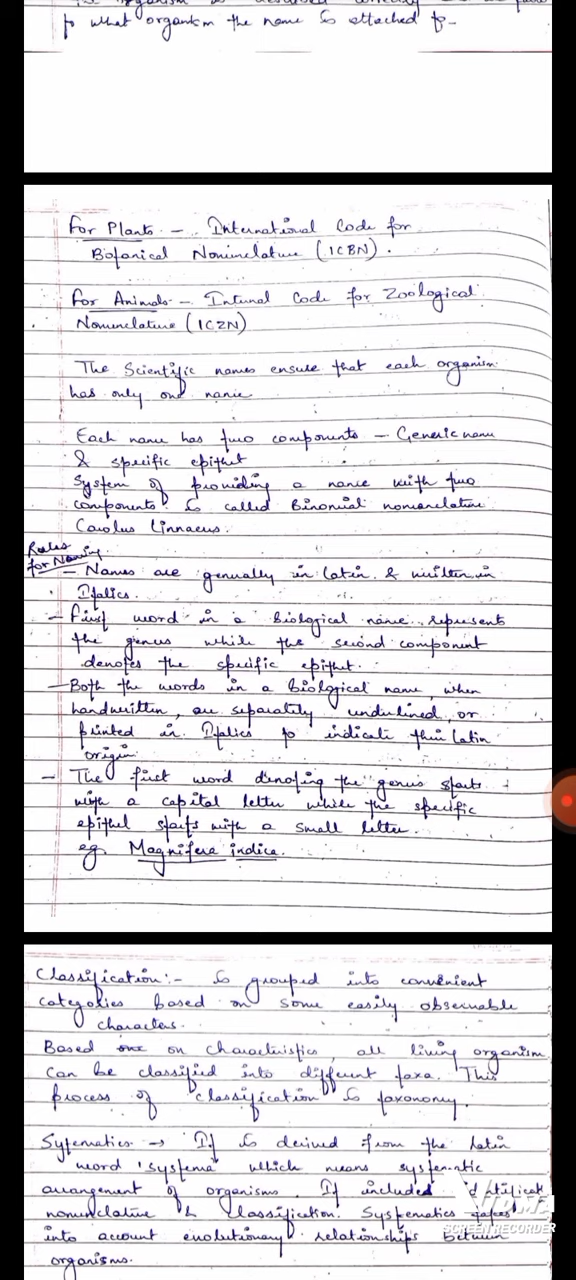 to what organism the name is attached to-
For Plants - International Code for
Botanical Nomenclature (ICBN).
For Animals - Internal Code for Zoological
Nomenclature (ICZN)
The Scientific names ensure that each organism
has only one name
Each name has two components - Generic name
& specific epithet
System of providing a name with two
components is called Binomial nomenclature
Carolus Linnaeus.
Rules
for Naming
- Names are generally in Latin & written in
Italics.
- First word in a biological name represents
the genus while the second component
denotes the specific epithet.
- Both the words in a biological name, when
handwritten, are separately underlined, or
printed in Italics to indicate their Latin
origin
- The first word denoting the genus starts
with a capital letter while the specific
epithet starts with a small letter.
eg. Magnifera indica.
Classification:- is grouped into convenient
categories based on some easily observable
characters.
Based on characteristics, all living organism
can be classified into different taxa. This
process of classification is taxonomy.
Systematics → It is derived from the Latin
word 'systema' which means systematic
arrangement of organisms. It included
nomenclature & classification. Systematics takes
into account evolutionary relationships between
organisms.
SCREEN RECORDER